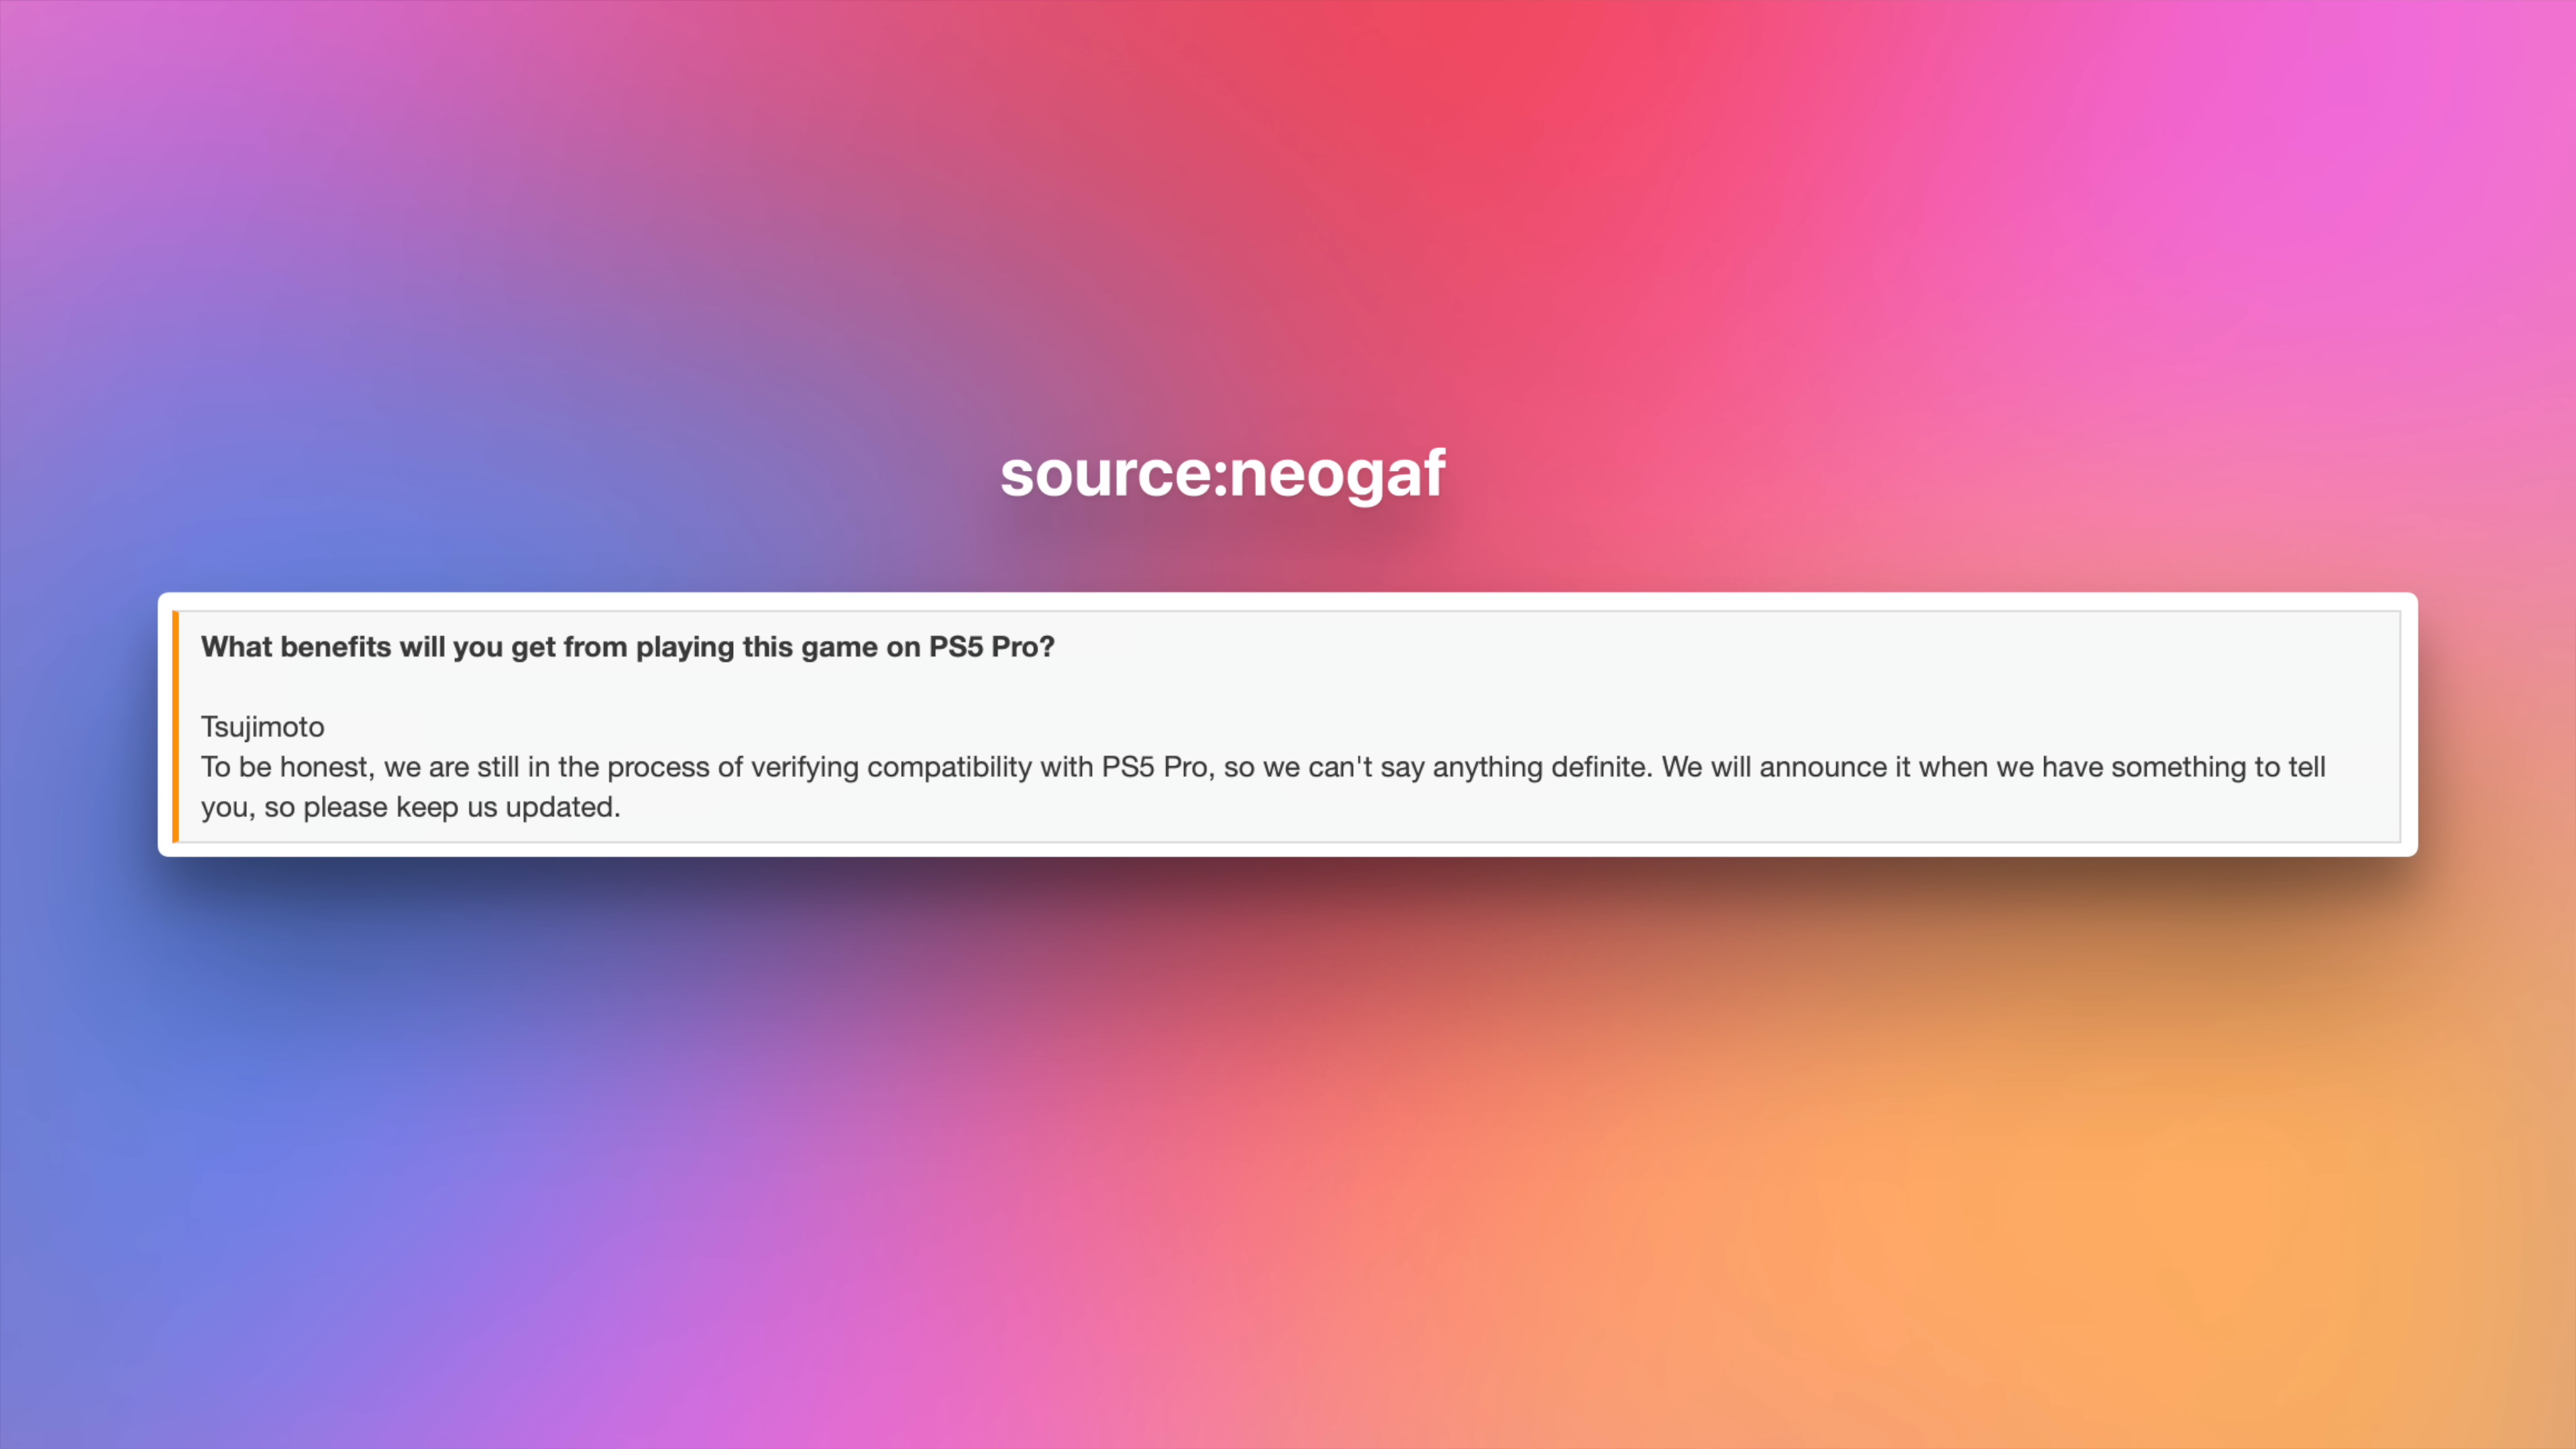 source:neogaf
What benefits will you get from playing this game on PS5 Pro?
Tsujimoto
To be honest, we are still in the process of verifying compatibility with PS5 Pro, so we can't say anything definite. We will announce it when we have something to tell
you, so please keep us updated.